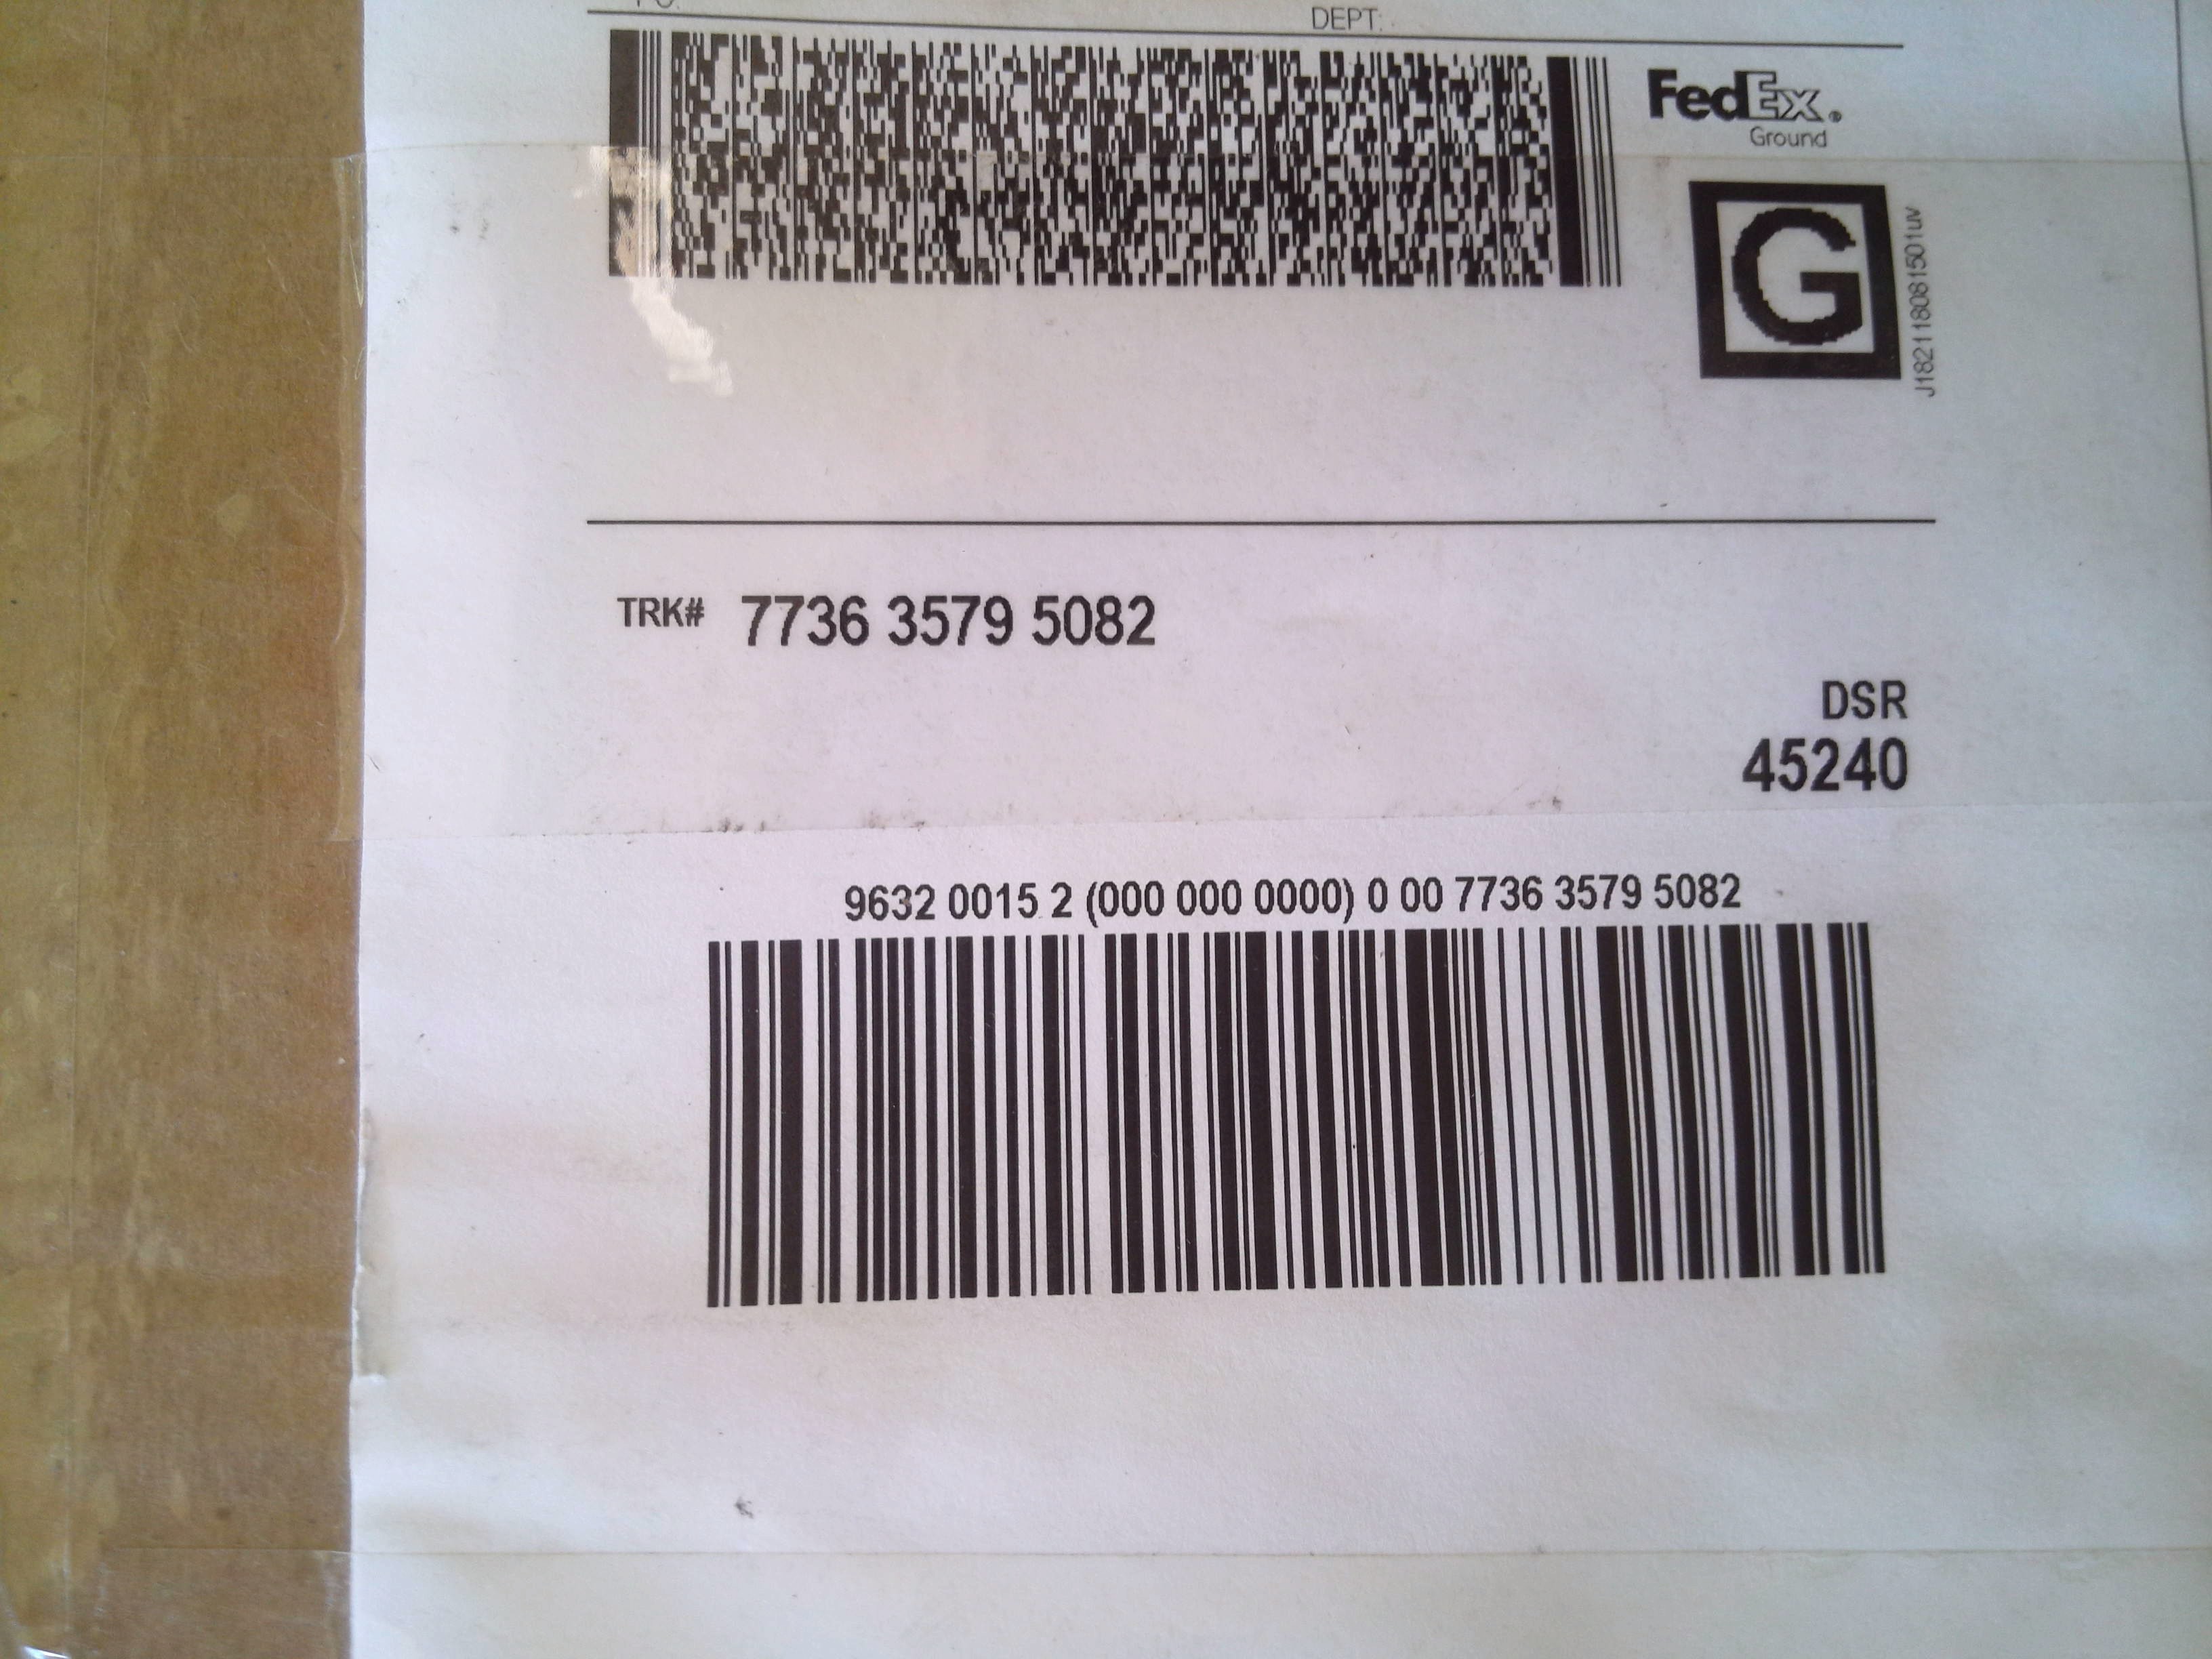 DEPT:
FedEx®
Ground
G
J182118081501uv
TRK# 7736 3579 5082
DSR
45240
9632 0015 2 (000 000 0000) 0 00 7736 3579 5082